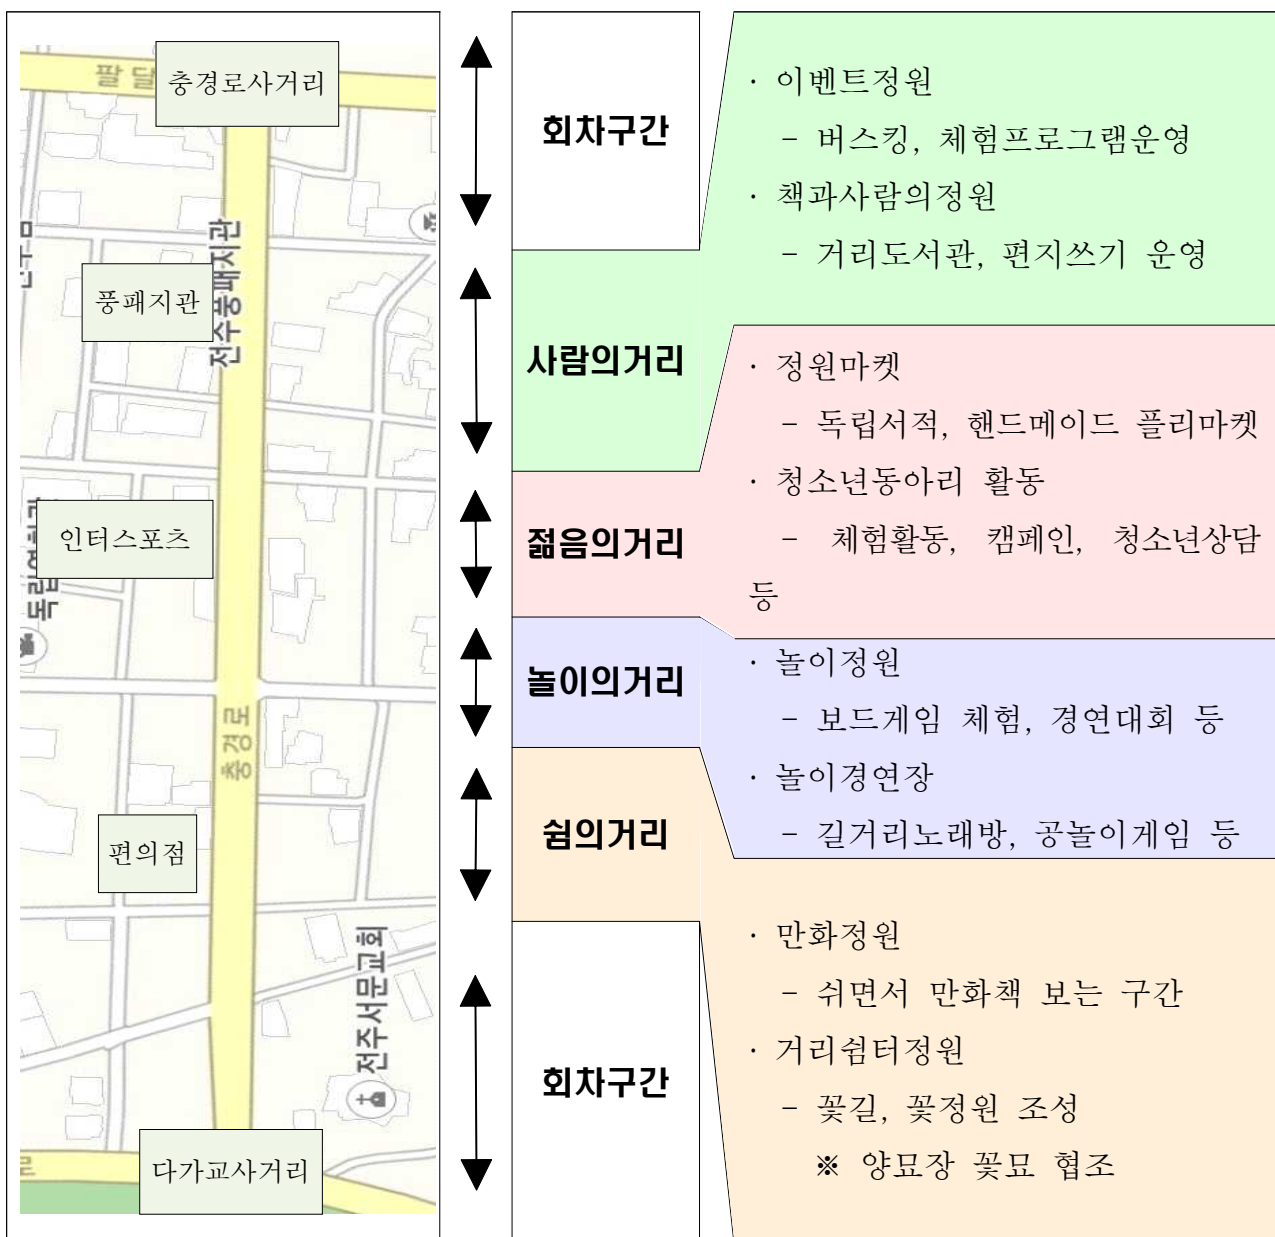 팔달
충경로사거리
전주풍패지관
풍패지관
인터스포츠
충경로
편의점
전주서문교회
다가교사거리
로
회차구간
사람의거리
젊음의거리
놀이의거리
쉼의거리
회차구간
· 이벤트정원
- 버스킹, 체험프로그램운영
· 책과사람의정원
- 거리도서관, 편지쓰기 운영
· 정원마켓
- 독립서적, 핸드메이드 플리마켓
· 청소년동아리 활동
- 체험활동, 캠페인, 청소년상담
등
· 놀이정원
- 보드게임 체험, 경연대회 등
· 놀이경연장
- 길거리노래방, 공놀이게임 등
· 만화정원
- 쉬면서 만화책 보는 구간
· 거리쉼터정원
- 꽃길, 꽃정원 조성
※ 양묘장 꽃묘 협조